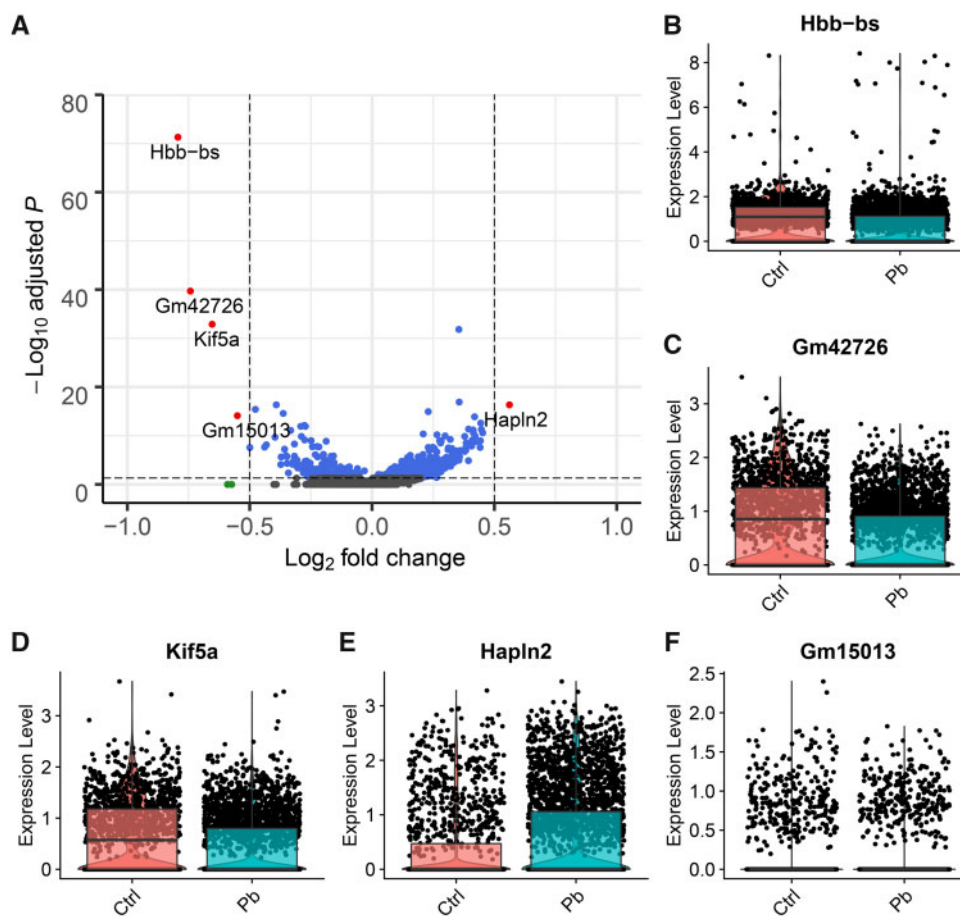 A
80
60
40
20
0
−Log10 adjusted P
Hbb−bs
Gm42726
Kif5a
Gm15013
Hapln2
−1.0
−0.5
0.0
0.5
1.0
Log2 fold change
B
Hbb−bs
Expression Level
8
6
4
2
0
Ctrl
Pb
C
Gm42726
Expression Level
3
2
1
0
Ctrl
Pb
D
Kif5a
Expression Level
3
2
1
0
Ctrl
Pb
E
Hapln2
Expression Level
3
2
1
0
Ctrl
Pb
F
Gm15013
Expression Level
2.5
2.0
1.5
1.0
0.5
0.0
Ctrl
Pb